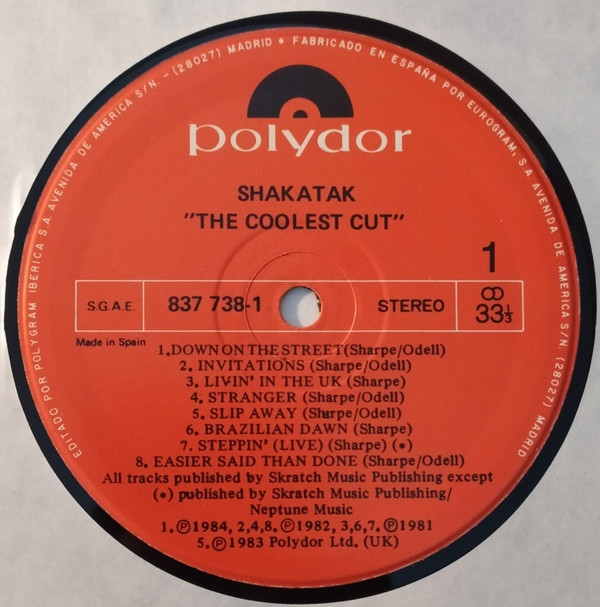 EDITADO POR POLYGRAM IBERICA S.A. AVENIDA DE AMERICA S/N. - (28027) MADRID • FABRICADO EN ESPAÑA POR EUROGRAM, S.A. AVENIDA DE AMERICA S/N. (28027) MADRID
polydor
SHAKATAK
"THE COOLEST CUT"
1
S.G.A.E. 837 738-1 STEREO 33⅓
Made in Spain
1.DOWN ON THE STREET(Sharpe/Odell)
2. INVITATIONS (Sharpe/Odell)
3. LIVIN' IN THE UK (Sharpe)
4. STRANGER (Sharpe/Odell)
5. SLIP AWAY (Sharpe/Odell)
6. BRAZILIAN DAWN (Sharpe)
7. STEPPIN' (LIVE) (Sharpe) (•)
8. EASIER SAID THAN DONE (Sharpe/Odell)
All tracks published by Skratch Music Publishing except
(•) published by Skratch Music Publishing/
Neptune Music
1.℗1984, 2,4,8.℗1982, 3,6,7.℗1981
5.℗1983 Polydor Ltd. (UK)